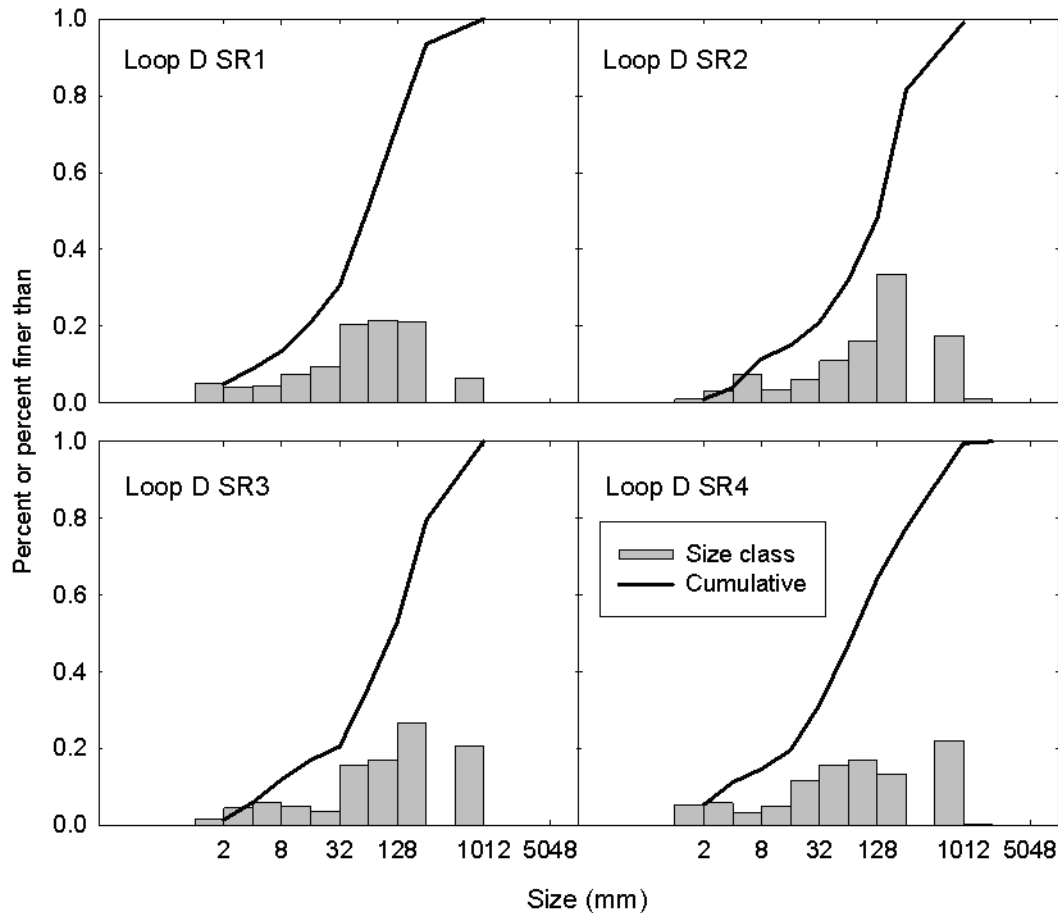 1.0
0.8
0.6
0.4
0.2
0.0
Loop D SR1
Loop D SR2
1.0
0.8
0.6
0.4
0.2
0.0
Loop D SR3
Loop D SR4
Size class
Cumulative
Percent or percent finer than
2 8 32 128 1012 5048
2 8 32 128 1012 5048
Size (mm)